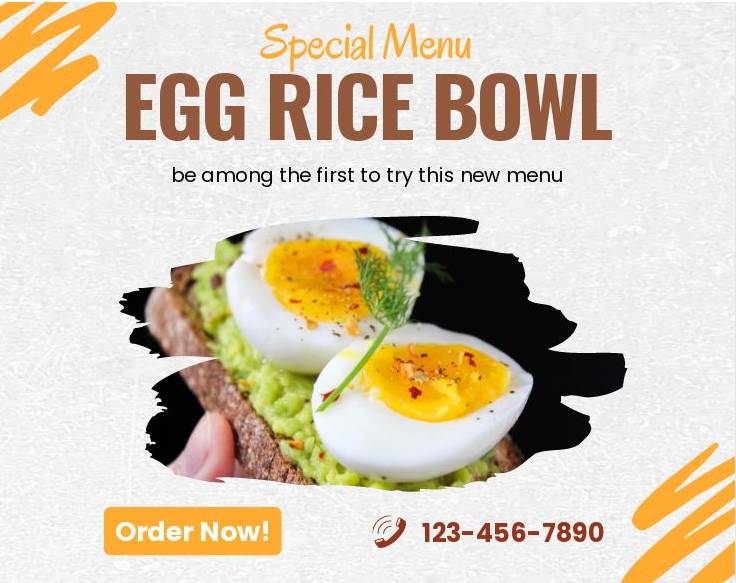 Special Menu
EGG RICE BOWL
be among the first to try this new menu
Order Now!
123-456-7890